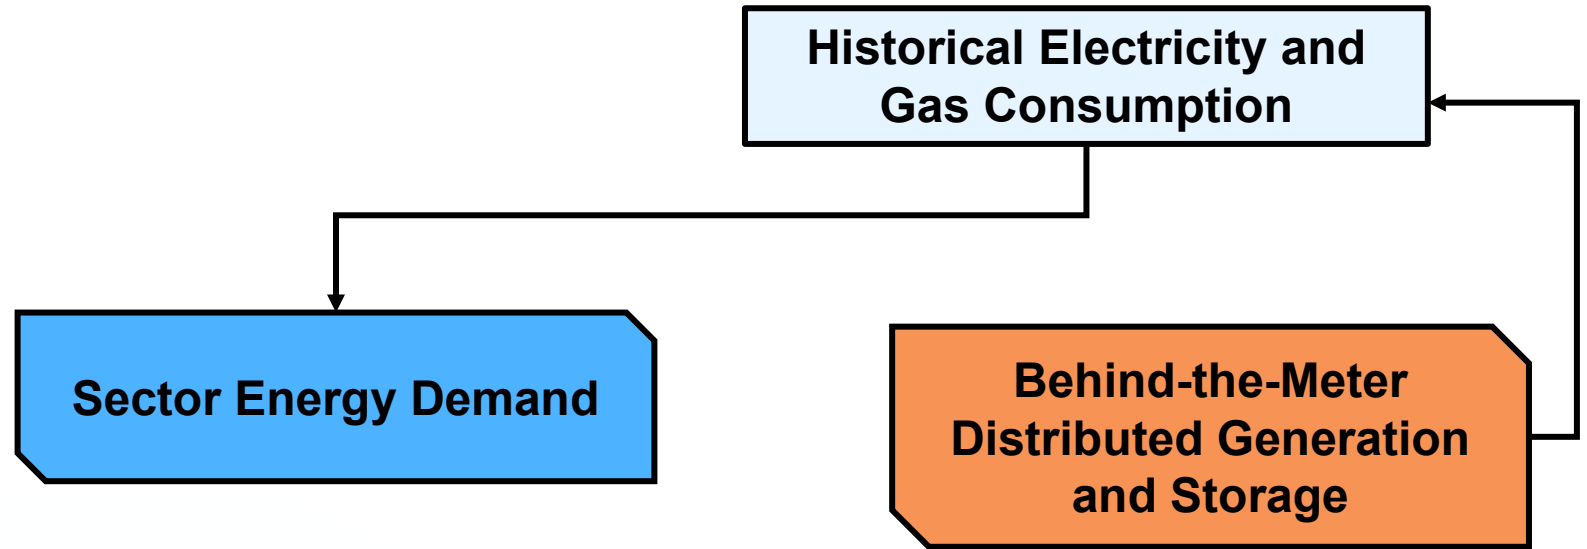 Historical Electricity and
Gas Consumption
Sector Energy Demand
Behind-the-Meter
Distributed Generation
and Storage